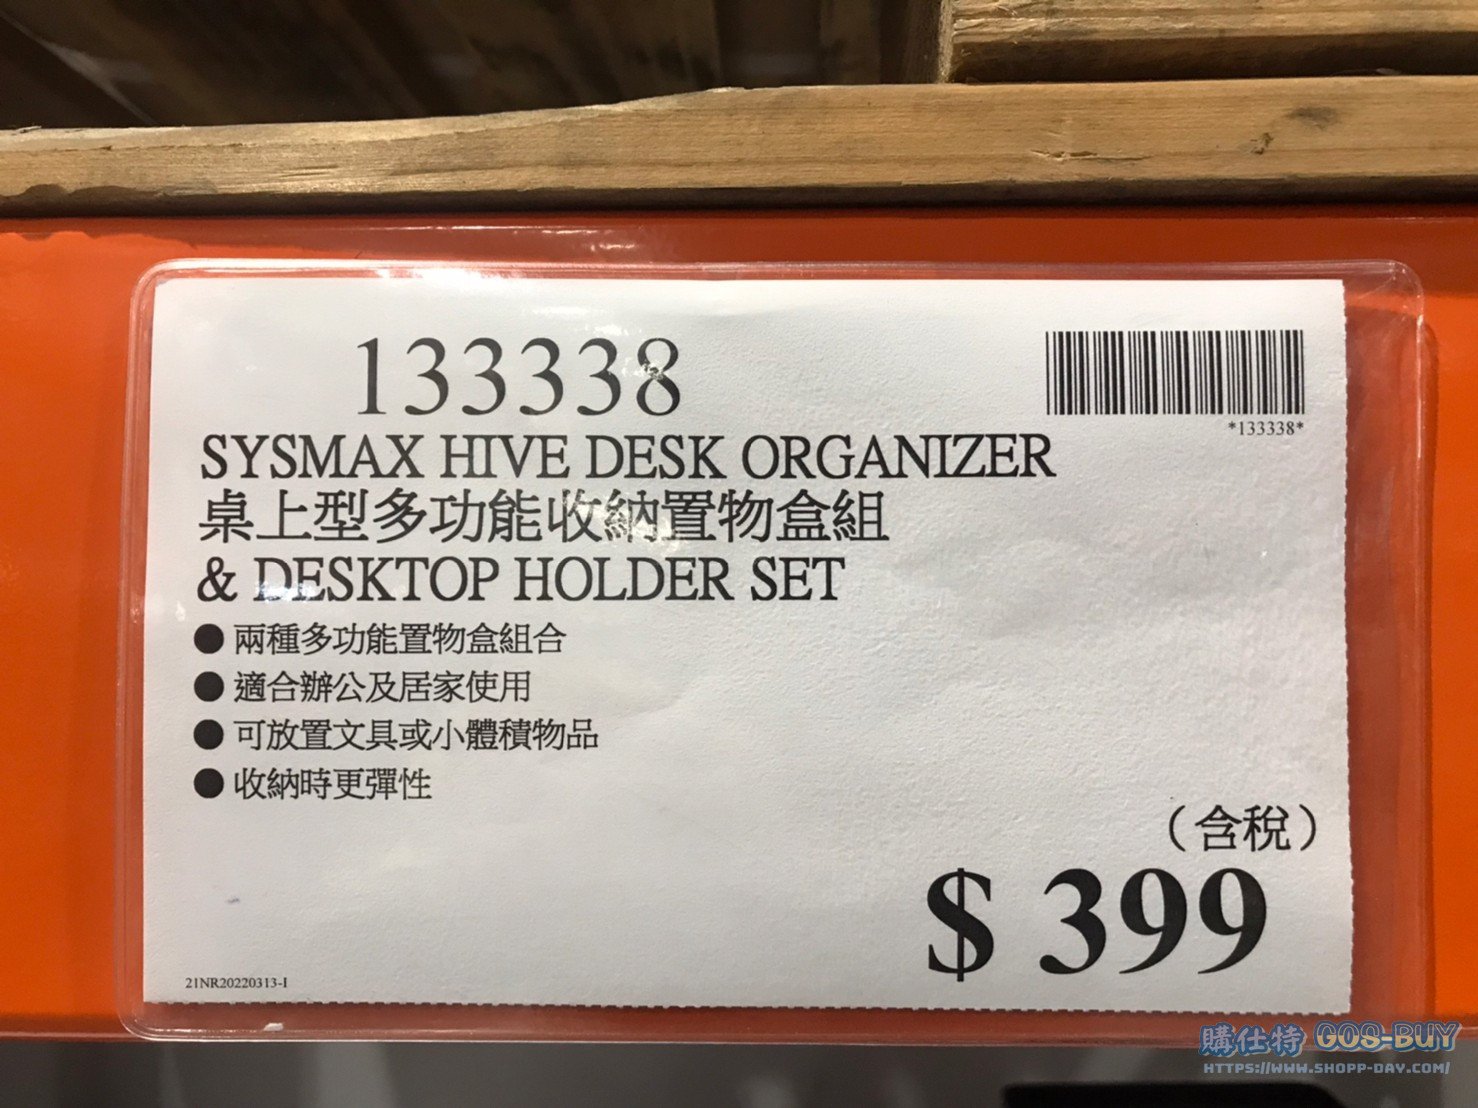 133338
*133338*
SYSMAX HIVE DESK ORGANIZER
桌上型多功能收納置物盒組
& DESKTOP HOLDER SET
● 兩種多功能置物盒組合
● 適合辦公及居家使用
● 可放置文具或小體積物品
● 收納時更彈性
（含稅）
$ 399
21NR20220313-1
購仕特 GOS-BUY
HTTPS://WWW.SHOPP-DAY.COM/